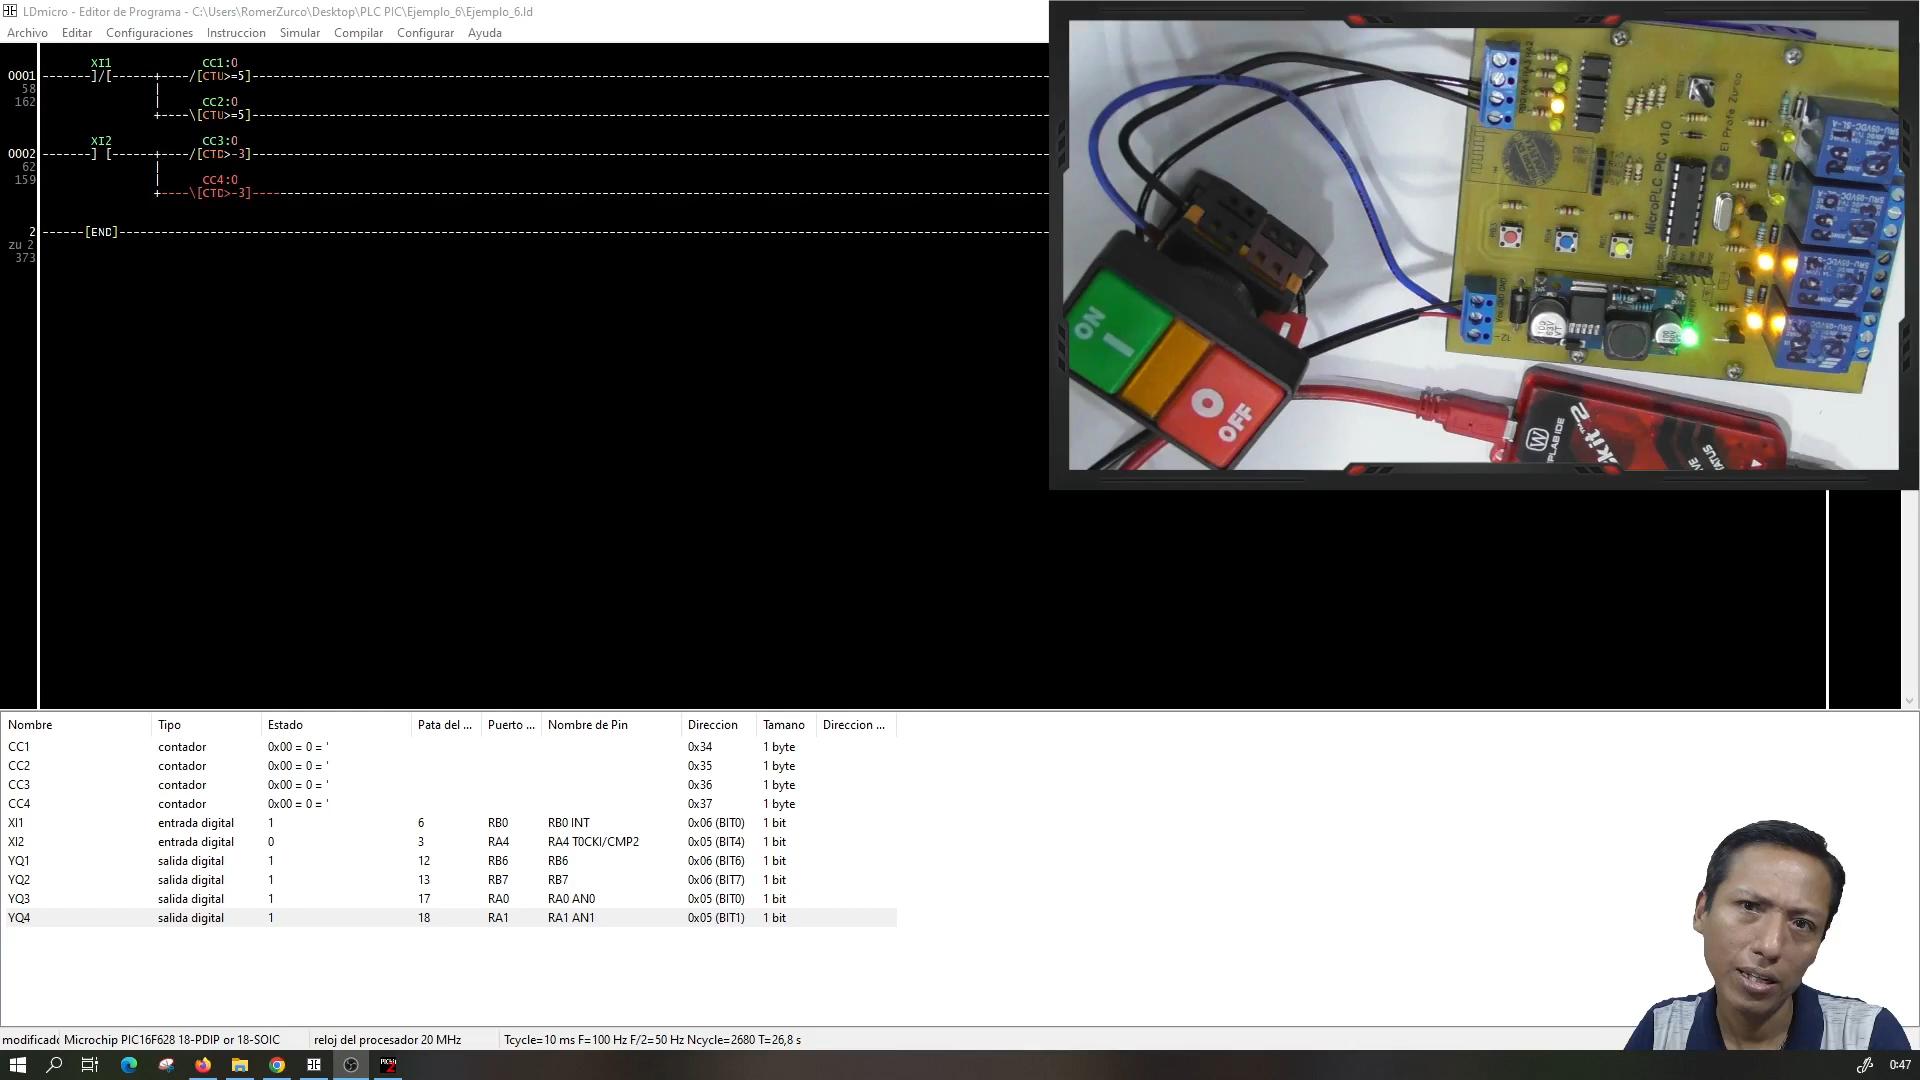 LDmicro - Editor de Programa - C:\Users\RomerZurco\Desktop\PLC PIC\Ejemplo_6\Ejemplo_6.ld
Archivo Editar Configuraciones Instruccion Simular Compilar Configurar Ayuda
XI1 CC1:0
0001 ------]/[------+----/[CTU>=5]
58
162 CC2:0
+----\[CTU>=5]
XI2 CC3:0
0002 ------] [------+----/[CTD>-3]
62
159 CC4:0
+----\[CTD>-3]
2 ------[END]
zu 2
373
MicroPLC PIC v1.0
El Profe Zurco
RESET
ON
I
O
OFF
kit 2
STATUS
Nombre Tipo Estado Pata del ... Puerto ... Nombre de Pin Direccion Tamano Direccion ...
CC1 contador 0x00 = 0 = ' 0x34 1 byte
CC2 contador 0x00 = 0 = ' 0x35 1 byte
CC3 contador 0x00 = 0 = ' 0x36 1 byte
CC4 contador 0x00 = 0 = ' 0x37 1 byte
XI1 entrada digital 1 6 RB0 RB0 INT 0x06 (BIT0) 1 bit
XI2 entrada digital 0 3 RA4 RA4 T0CKI/CMP2 0x05 (BIT4) 1 bit
YQ1 salida digital 1 12 RB6 RB6 0x06 (BIT6) 1 bit
YQ2 salida digital 1 13 RB7 RB7 0x06 (BIT7) 1 bit
YQ3 salida digital 1 17 RA0 RA0 AN0 0x05 (BIT0) 1 bit
YQ4 salida digital 1 18 RA1 RA1 AN1 0x05 (BIT1) 1 bit
modificado Microchip PIC16F628 18-PDIP or 18-SOIC reloj del procesador 20 MHz Tcycle=10 ms F=100 Hz F/2=50 Hz Ncycle=2680 T=26,8 s
0:47